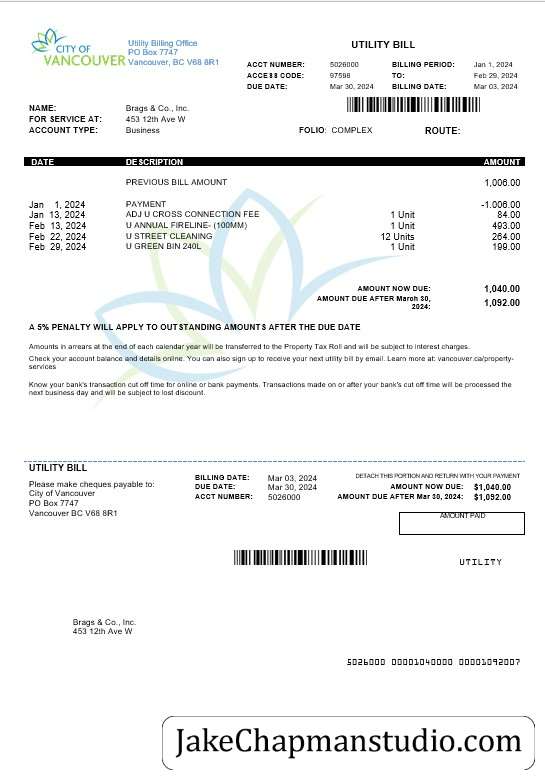 CITY OF
VANCOUVER
Utility Billing Office
PO Box 7747
Vancouver, BC V68 8R1
UTILITY BILL
ACCT NUMBER: 5026000 BILLING PERIOD: Jan 1, 2024
ACCESS CODE: 97598 TO: Feb 29, 2024
DUE DATE: Mar 30, 2024 BILLING DATE: Mar 03, 2024
NAME: Brags & Co., Inc.
FOR SERVICE AT: 453 12th Ave W
ACCOUNT TYPE: Business FOLIO: COMPLEX ROUTE:
DATE DESCRIPTION AMOUNT
PREVIOUS BILL AMOUNT 1,006.00
Jan 1, 2024 PAYMENT -1.006.00
Jan 13, 2024 ADJ U CROSS CONNECTION FEE 1 Unit 84.00
Feb 13, 2024 U ANNUAL FIRELINE- (100MM) 1 Unit 493.00
Feb 22, 2024 U STREET CLEANING 12 Units 264.00
Feb 29, 2024 U GREEN BIN 240L 1 Unit 199.00
AMOUNT NOW DUE: 1,040.00
AMOUNT DUE AFTER March 30,
2024: 1,092.00
A 5% PENALTY WILL APPLY TO OUTSTANDING AMOUNTS AFTER THE DUE DATE
Amounts in arrears at the end of each calendar year will be transferred to the Property Tax Roll and will be subject to interest charges.
Check your account balance and details online. You can also sign up to receive your next utility bill by email. Learn more at: vancouver.ca/property-
services
Know your bank's transaction cut off time for online or bank payments. Transactions made on or after your bank's cut off time will be processed the
next business day and will be subject to lost discount.
UTILITY BILL
Please make cheques payable to:
City of Vancouver
PO Box 7747
Vancouver BC V68 8R1
BILLING DATE: Mar 03, 2024
DUE DATE: Mar 30, 2024
ACCT NUMBER: 5026000
DETACH THIS PORTION AND RETURN WITH YOUR PAYMENT
AMOUNT NOW DUE: $1,040.00
AMOUNT DUE AFTER Mar 30, 2024: $1,092.00
AMOUNT PAID
UTILITY
Brags & Co., Inc.
453 12th Ave W
5026000 00001040000 00001092007
JakeChapmanstudio.com